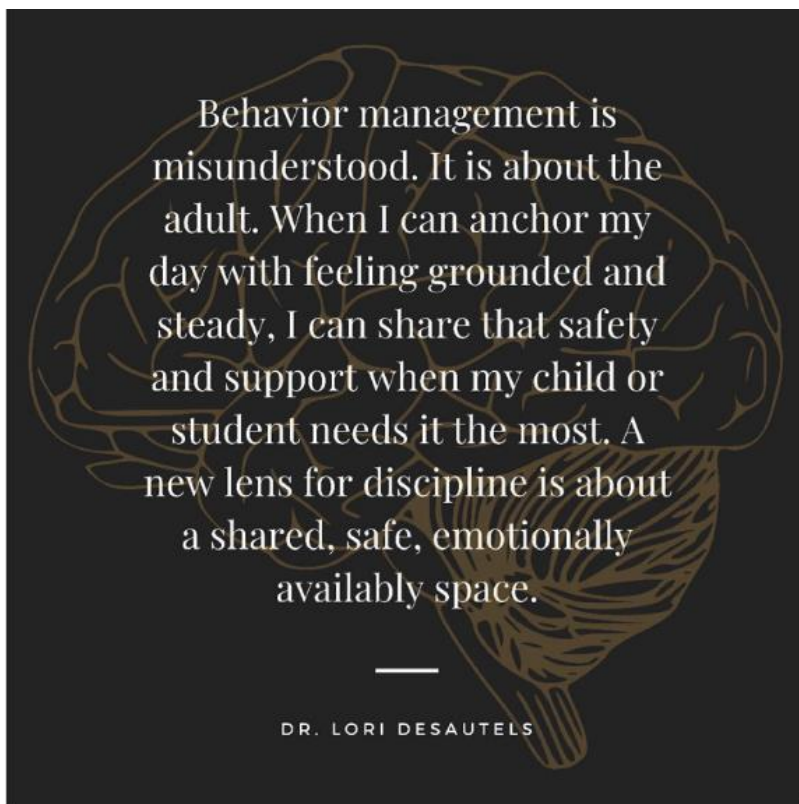 Behavior management is
misunderstood. It is about the
adult. When I can anchor my
day with feeling grounded and
steady, I can share that safety
and support when my child or
student needs it the most. A
new lens for discipline is about
a shared, safe, emotionally
availably space.
DR. LORI DESAUTELS